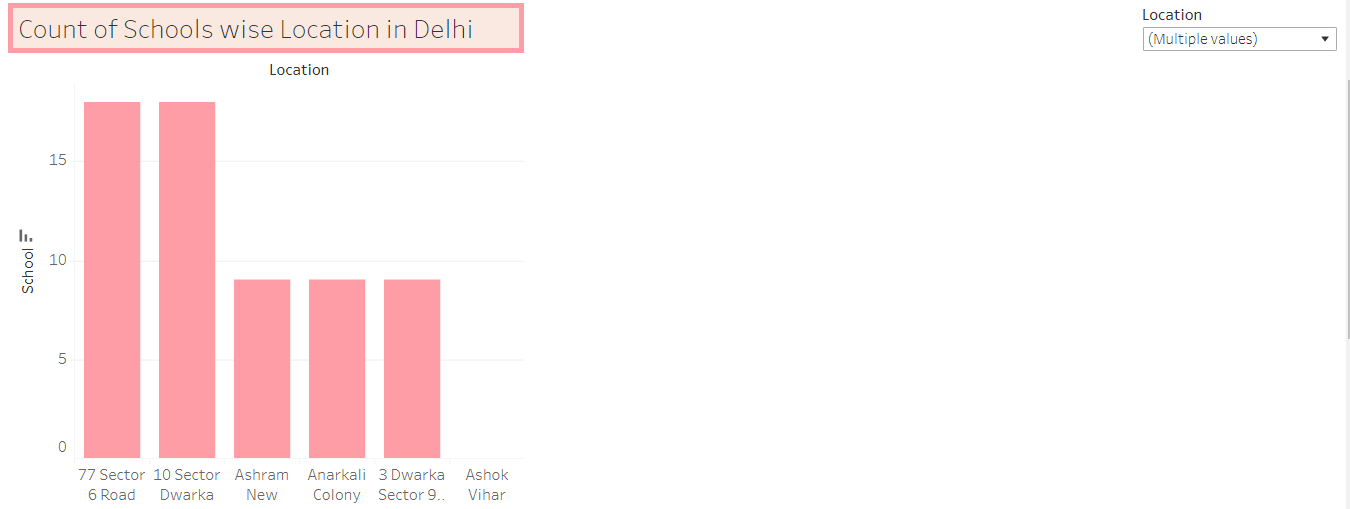 Count of Schools wise Location in Delhi
Location
(Multiple values)
Location
School
15
10
5
0
77 Sector 6 Road
10 Sector Dwarka
Ashram New
Anarkali Colony
3 Dwarka Sector 9..
Ashok Vihar